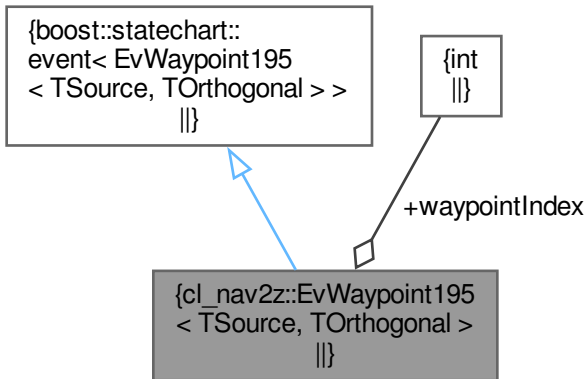 {boost::statechart::
event< EvWaypoint195
< TSource, TOrthogonal > >
||}
{int
||}
+waypointIndex
{cl_nav2z::EvWaypoint195
< TSource, TOrthogonal >
||}